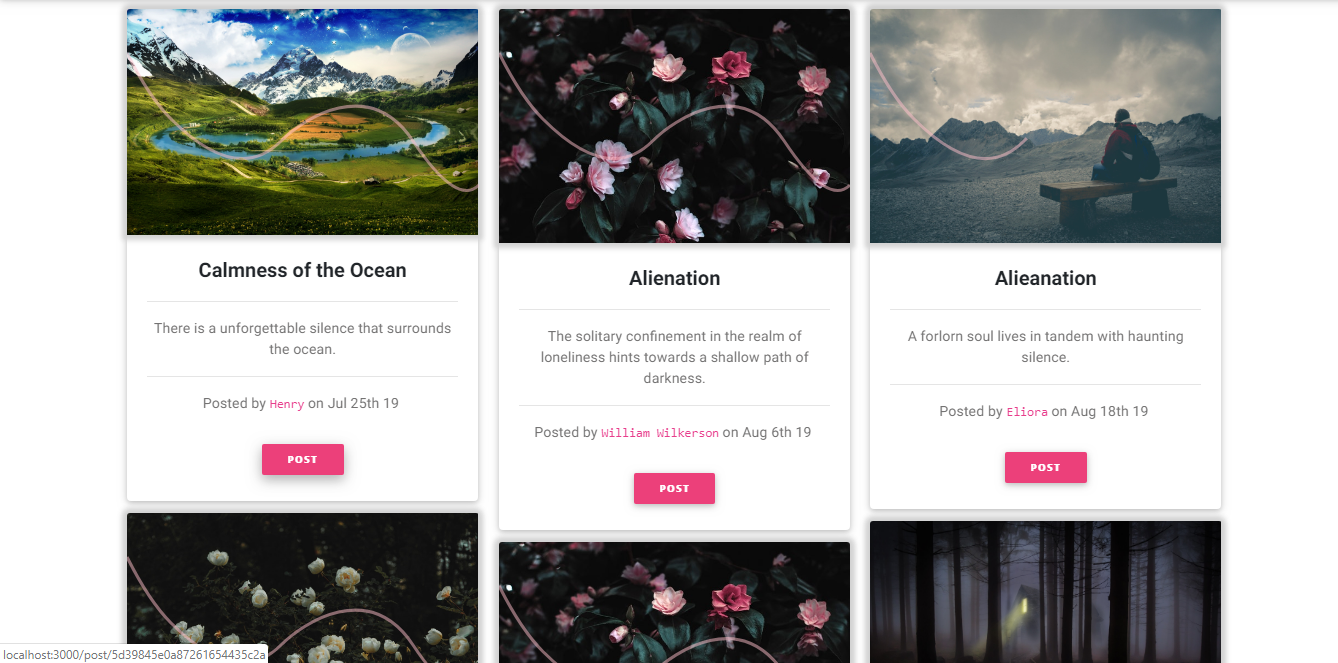 Calmness of the Ocean
There is a unforgettable silence that surrounds
the ocean.
Posted by Henry on Jul 25th 19
POST
Alienation
The solitary confinement in the realm of
loneliness hints towards a shallow path of
darkness.
Posted by William Wilkerson on Aug 6th 19
POST
Alieanation
A forlorn soul lives in tandem with haunting
silence.
Posted by Eliora on Aug 18th 19
POST
localhost:3000/post/5d39845e0a87261654435c2a